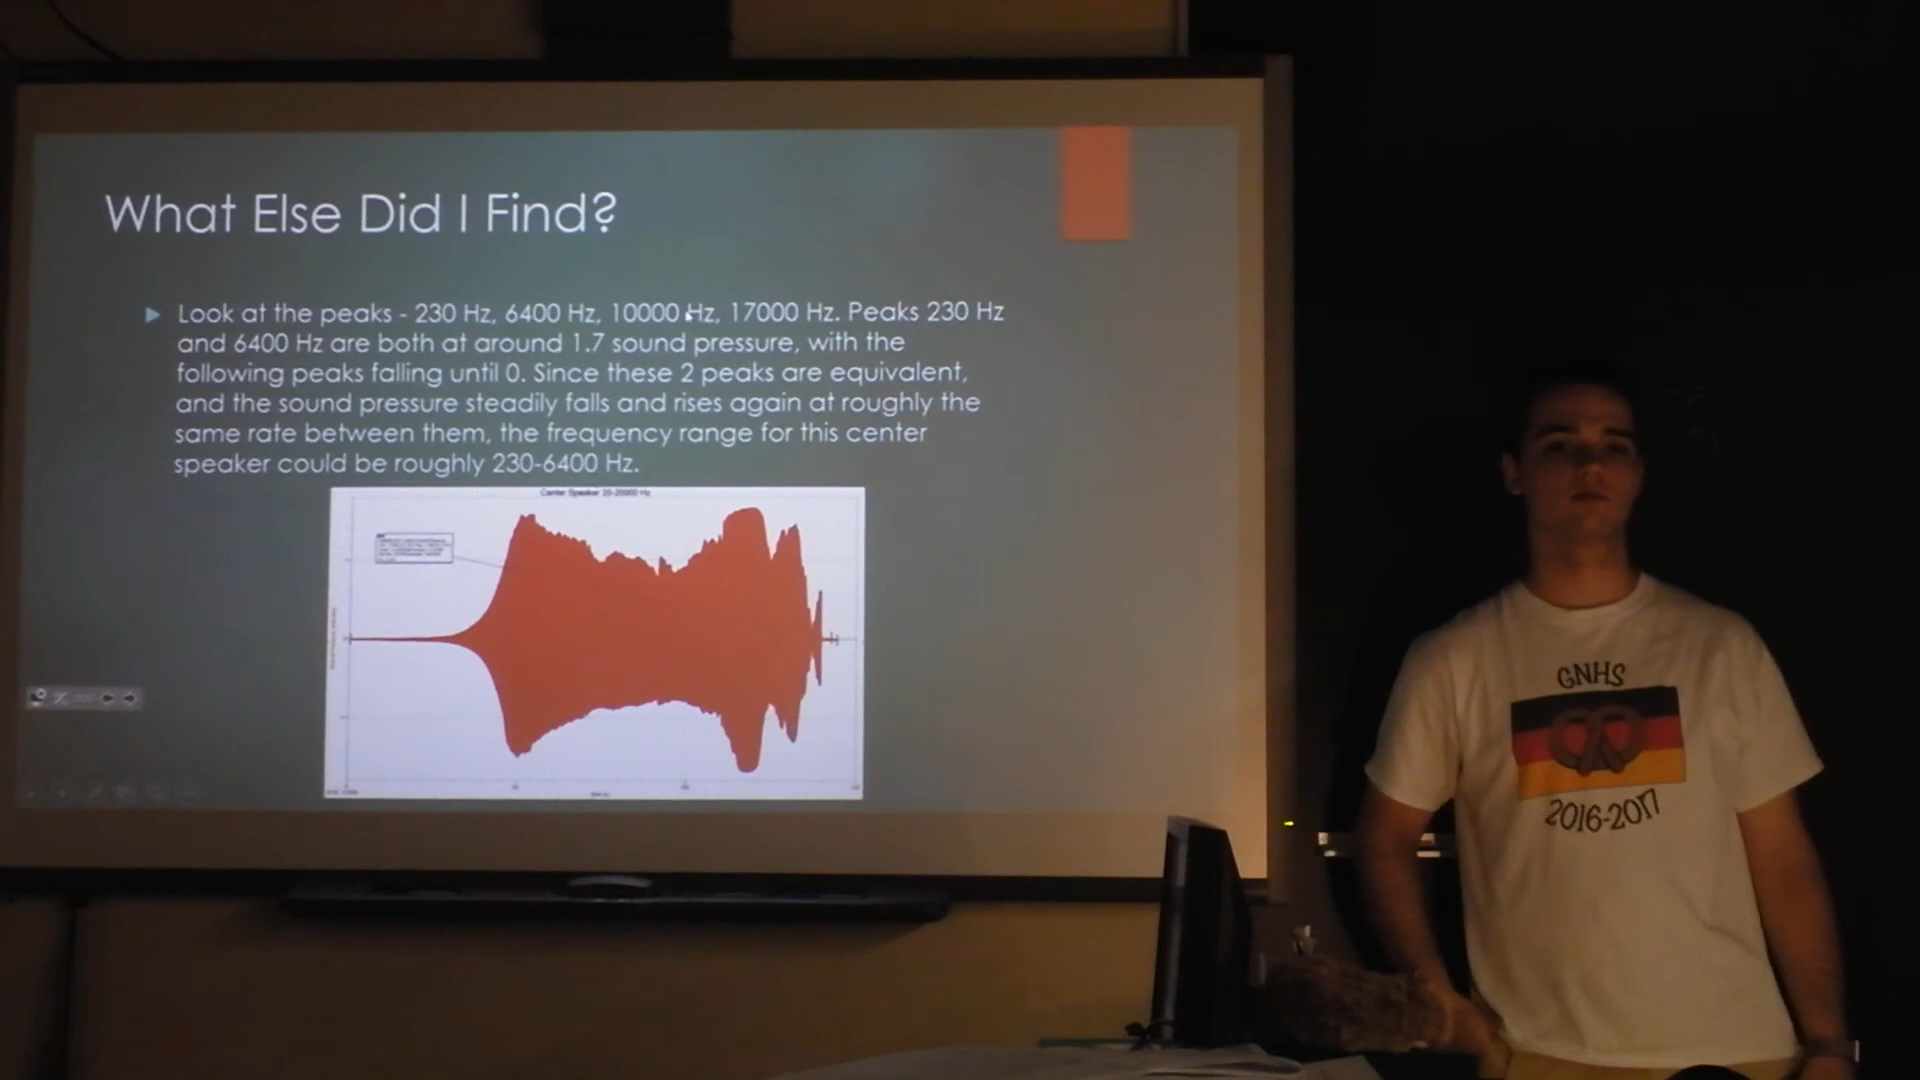 What Else Did I Find?
Look at the peaks - 230 Hz, 6400 Hz, 10000 Hz, 17000 Hz. Peaks 230 Hz
and 6400 Hz are both at around 1.7 sound pressure, with the
following peaks falling until 0. Since these 2 peaks are equivalent,
and the sound pressure steadily falls and rises again at roughly the
same rate between them, the frequency range for this center
speaker could be roughly 230-6400 Hz.
Center Speaker 20-20000 Hz
GNHS
2016-2017